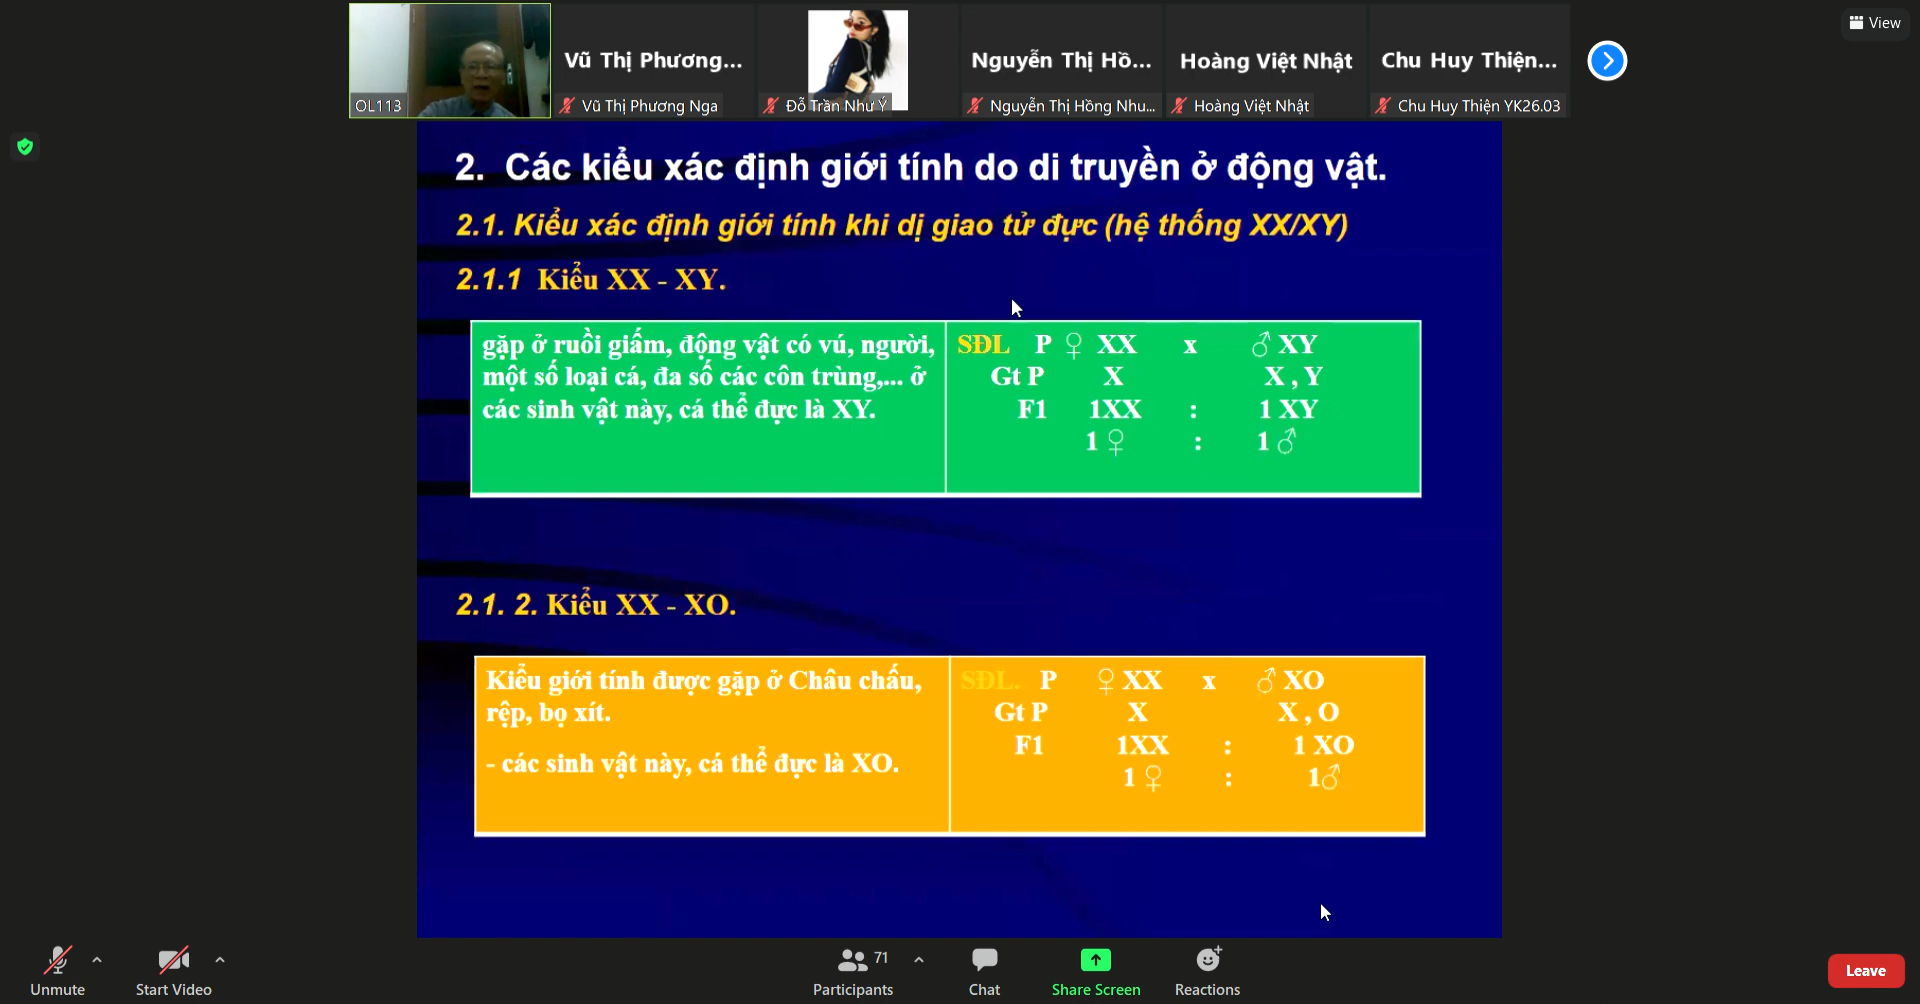 View
Vũ Thị Phương...
Nguyễn Thị Hồ...
Hoàng Việt Nhật
Chu Huy Thiện...
OL113
Vũ Thị Phương Nga
Đỗ Trần Như Ý
Nguyễn Thị Hồng Nhu...
Hoàng Việt Nhật
Chu Huy Thiện YK26.03
2. Các kiểu xác định giới tính do di truyền ở động vật.
2.1. Kiểu xác định giới tính khi dị giao tử đực (hệ thống XX/XY)
2.1.1 Kiểu XX - XY.
gặp ở ruồi giấm, động vật có vú, người,
một số loại cá, đa số các côn trùng,... ở
các sinh vật này, cá thể đực là XY.
SĐL P ♀ XX x ♂ XY
Gt P X X , Y
F1 1XX : 1 XY
1 ♀ : 1 ♂
2.1. 2. Kiểu XX - XO.
Kiểu giới tính được gặp ở Châu chấu,
rệp, bọ xít.
- các sinh vật này, cá thể đực là XO.
SĐL. P ♀ XX x ♂ XO
Gt P X X , O
F1 1XX : 1 XO
1 ♀ : 1♂
Unmute
Start Video
71
Participants
Chat
Share Screen
Reactions
Leave